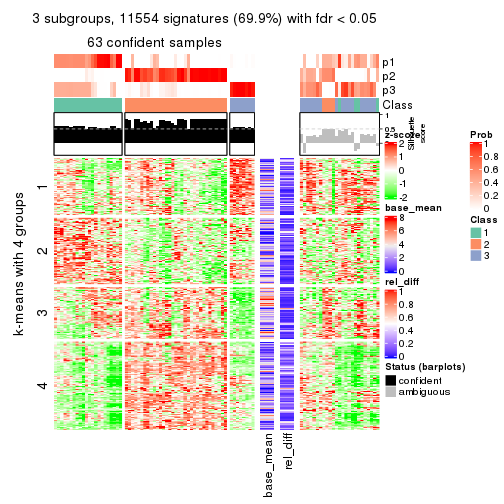 3 subgroups, 11554 signatures (69.9%) with fdr < 0.05
63 confident samples
p1
p2
p3
Class
1
0.5
0
Silhouette
score
k-means with 4 groups
1
2
3
4
base_mean
rel_diff
z-score
2
1
0
-1
-2
base_mean
8
6
4
2
0
rel_diff
1
0.8
0.6
0.4
0.2
0
Status (barplots)
confident
ambiguous
Prob
1
0.8
0.6
0.4
0.2
0
Class
1
2
3